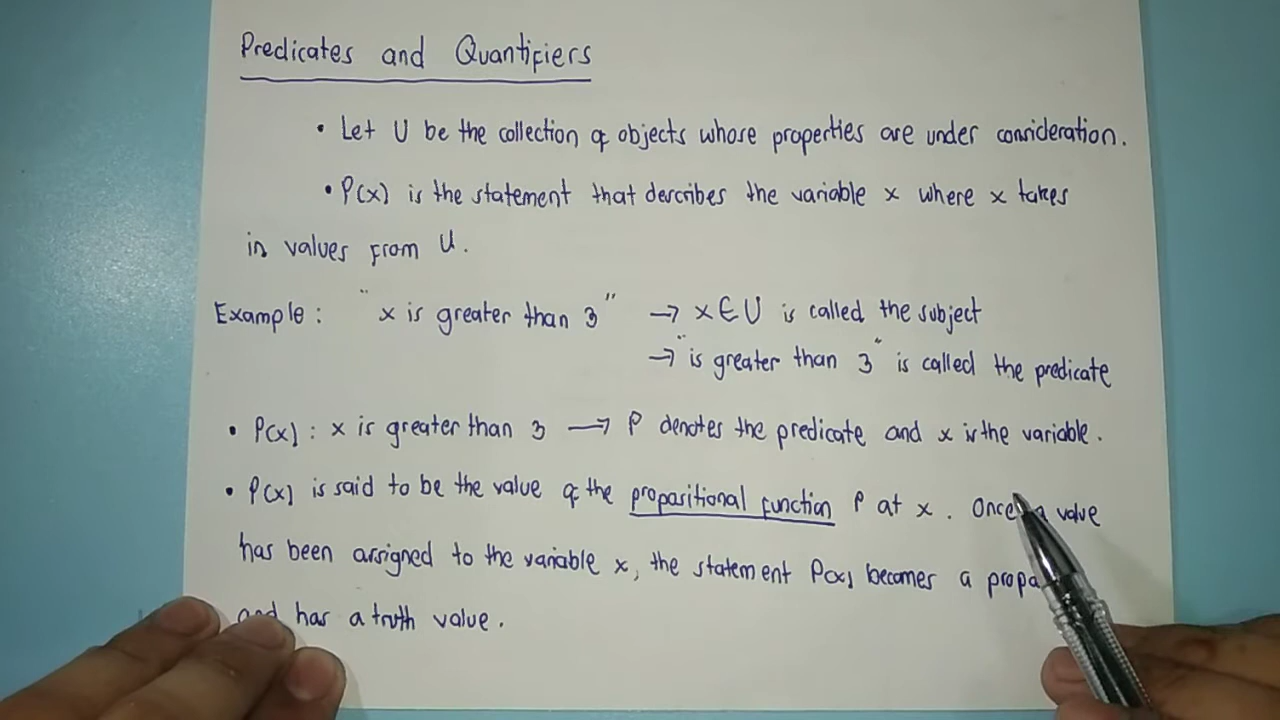 Predicates and Quantifiers
• Let U be the collection of objects whose properties are under consideration.
• P(x) is the statement that describes the variable x where x takes
in values from U.
Example : "x is greater than 3" → x ∈ U is called the subject
→ "is greater than 3" is called the predicate
• P(x) : x is greater than 3 → P denotes the predicate and x is the variable.
• P(x) is said to be the value of the propositional function P at x. Once a value
has been assigned to the variable x, the statement P(x) becomes a propo
and has a truth value.